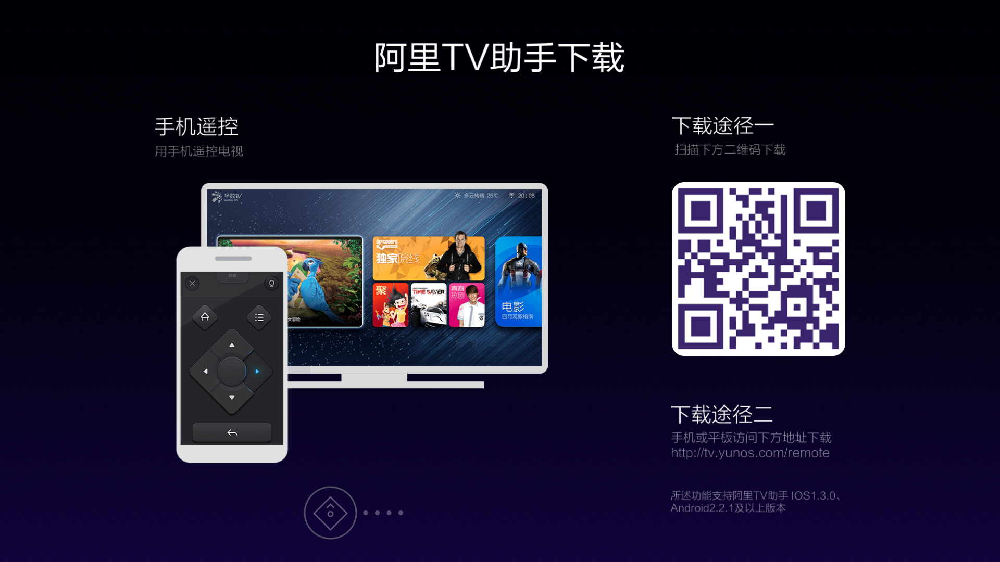 阿里TV助手下载
手机遥控
用手机遥控电视
华数TV
wasu.cn
多云转晴 26℃ 20:08
Discovery
CHANNEL
独家院线
聚
TIME SAVER
青春
热剧
大冒险
电影
四月观影指南
按键
下载途径一
扫描下方二维码下载
下载途径二
手机或平板访问下方地址下载
http://tv.yunos.com/remote
所述功能支持阿里TV助手 IOS1.3.0、
Android2.2.1及以上版本